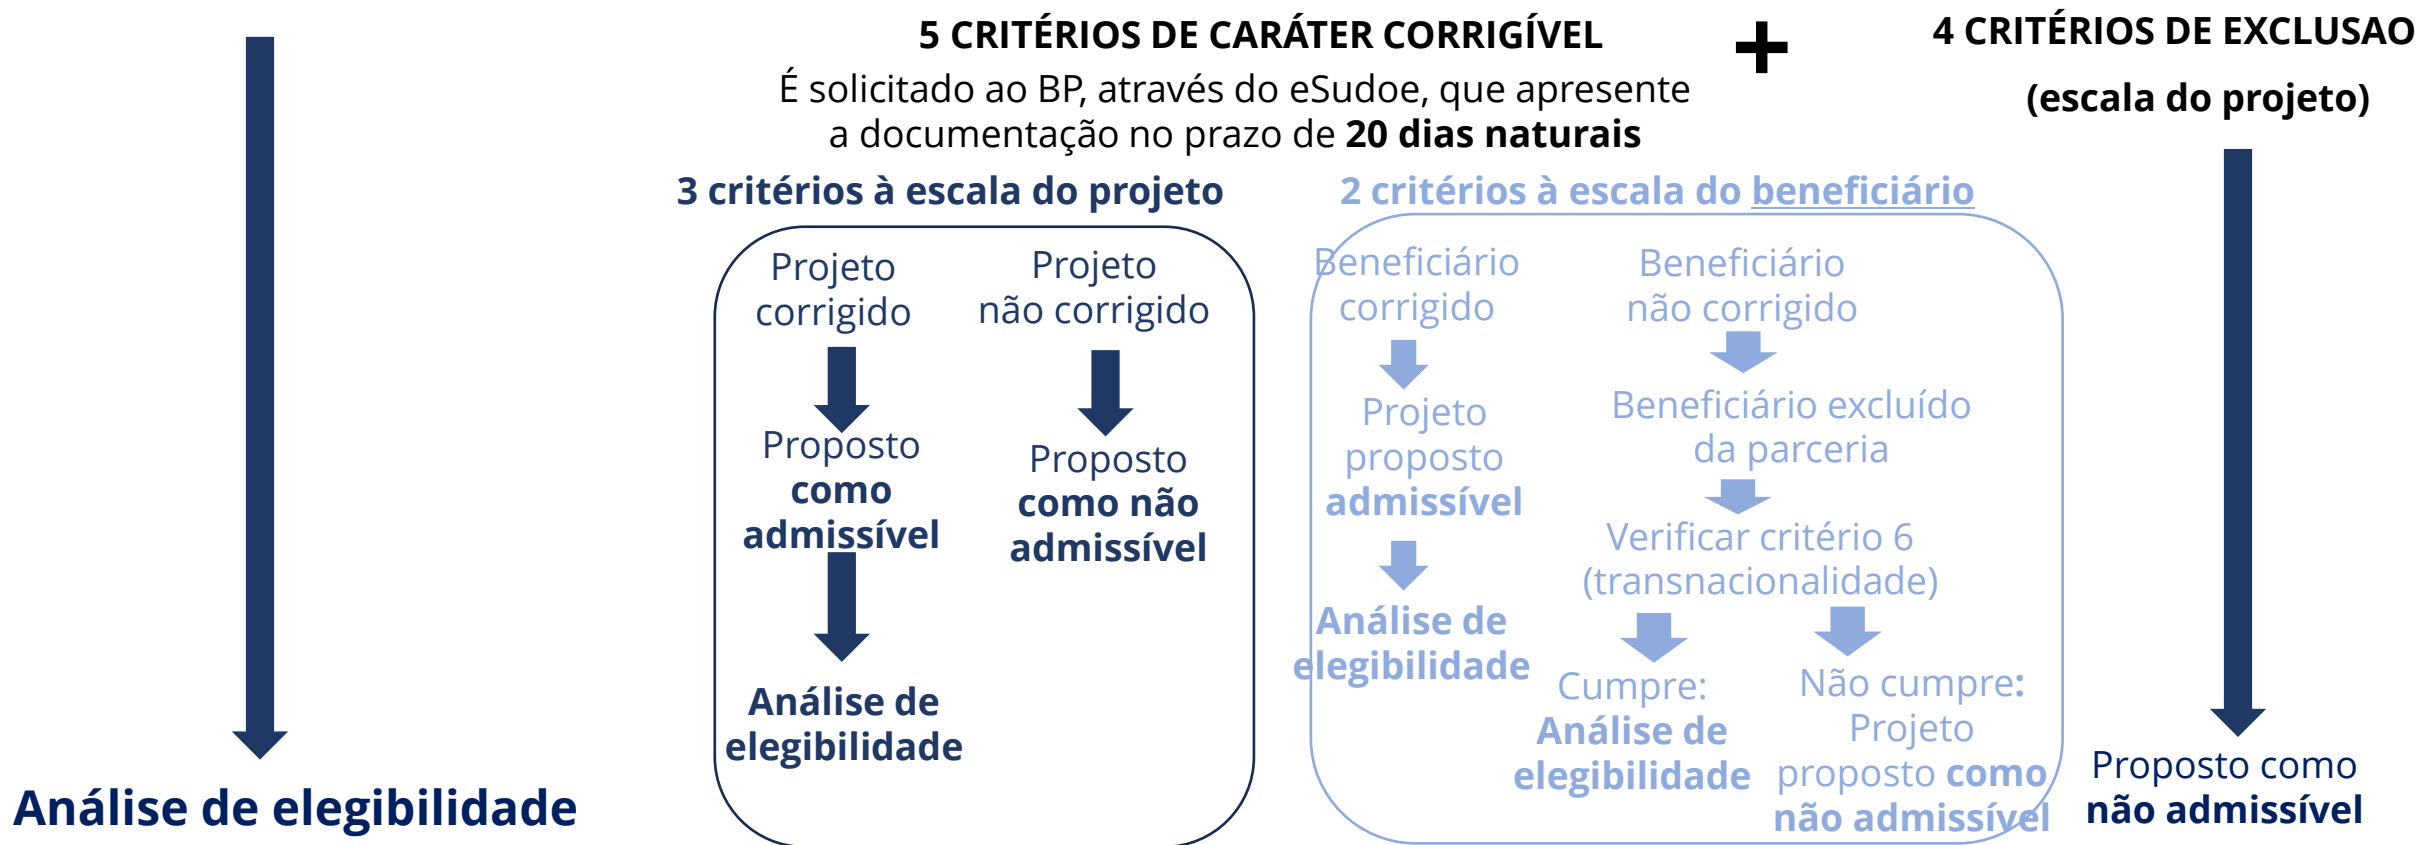 5 CRITÉRIOS DE CARÁTER CORRIGÍVEL
É solicitado ao BP, através do eSudoe, que apresente
a documentação no prazo de 20 dias naturais
+
4 CRITÉRIOS DE EXCLUSAO
(escala do projeto)
3 critérios à escala do projeto
Projeto
corrigido
Proposto
como
admissível
Análise de
elegibilidade
Projeto
não corrigido
Proposto
como não
admissível
2 critérios à escala do beneficiário
Beneficiário
corrigido
Projeto
proposto
admissível
Análise de
elegibilidade
Beneficiário
não corrigido
Beneficiário excluído
da parceria
Verificar critério 6
(transnacionalidade)
Cumpre:
Análise de
elegibilidade
Não cumpre:
Projeto
proposto como
não admissível
Proposto como
não admissível
Análise de elegibilidade